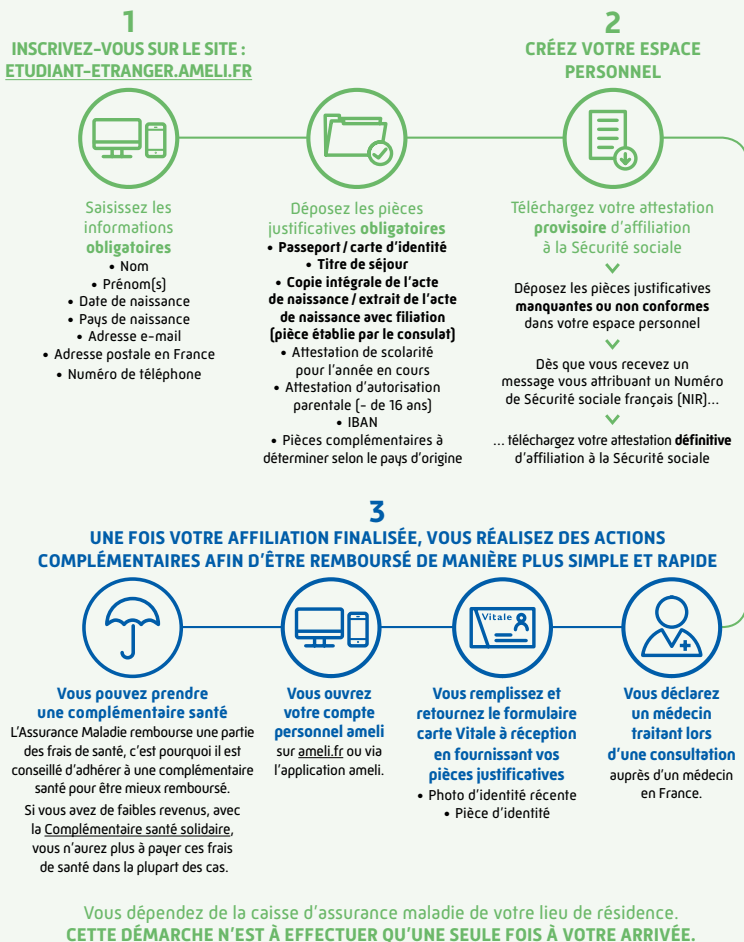 1
INSCRIVEZ-VOUS SUR LE SITE :
ETUDIANT-ETRANGER.AMELI.FR
Saisissez les
informations
obligatoires
• Nom
• Prénom(s)
• Date de naissance
• Pays de naissance
• Adresse e-mail
• Adresse postale en France
• Numéro de téléphone
Déposez les pièces
justificatives obligatoires
• Passeport / carte d'identité
• Titre de séjour
• Copie intégrale de l'acte
de naissance / extrait de l'acte
de naissance avec filiation
(pièce établie par le consulat)
• Attestation de scolarité
pour l'année en cours
• Attestation d'autorisation
parentale (- de 16 ans)
• IBAN
• Pièces complémentaires à
déterminer selon le pays d'origine
2
CRÉEZ VOTRE ESPACE
PERSONNEL
Téléchargez votre attestation
provisoire d'affiliation
à la Sécurité sociale
Déposez les pièces justificatives
manquantes ou non conformes
dans votre espace personnel
Dès que vous recevez un
message vous attribuant un Numéro
de Sécurité sociale français (NIR)...
... téléchargez votre attestation définitive
d'affiliation à la Sécurité sociale
3
UNE FOIS VOTRE AFFILIATION FINALISÉE, VOUS RÉALISEZ DES ACTIONS
COMPLÉMENTAIRES AFIN D'ÊTRE REMBOURSÉ DE MANIÈRE PLUS SIMPLE ET RAPIDE
Vous pouvez prendre
une complémentaire santé
L'Assurance Maladie rembourse une partie
des frais de santé, c'est pourquoi il est
conseillé d'adhérer à une complémentaire
santé pour être mieux remboursé.
Si vous avez de faibles revenus, avec
la Complémentaire santé solidaire,
vous n'aurez plus à payer ces frais
de santé dans la plupart des cas.
Vous ouvrez
votre compte
personnel ameli
sur ameli.fr ou via
l'application ameli.
Vitale
Vous remplissez et
retournez le formulaire
carte Vitale à réception
en fournissant vos
pièces justificatives
• Photo d'identité récente
• Pièce d'identité
Vous déclarez
un médecin
traitant lors
d'une consultation
auprès d'un médecin
en France.
Vous dépendez de la caisse d'assurance maladie de votre lieu de résidence.
CETTE DÉMARCHE N'EST À EFFECTUER QU'UNE SEULE FOIS À VOTRE ARRIVÉE.